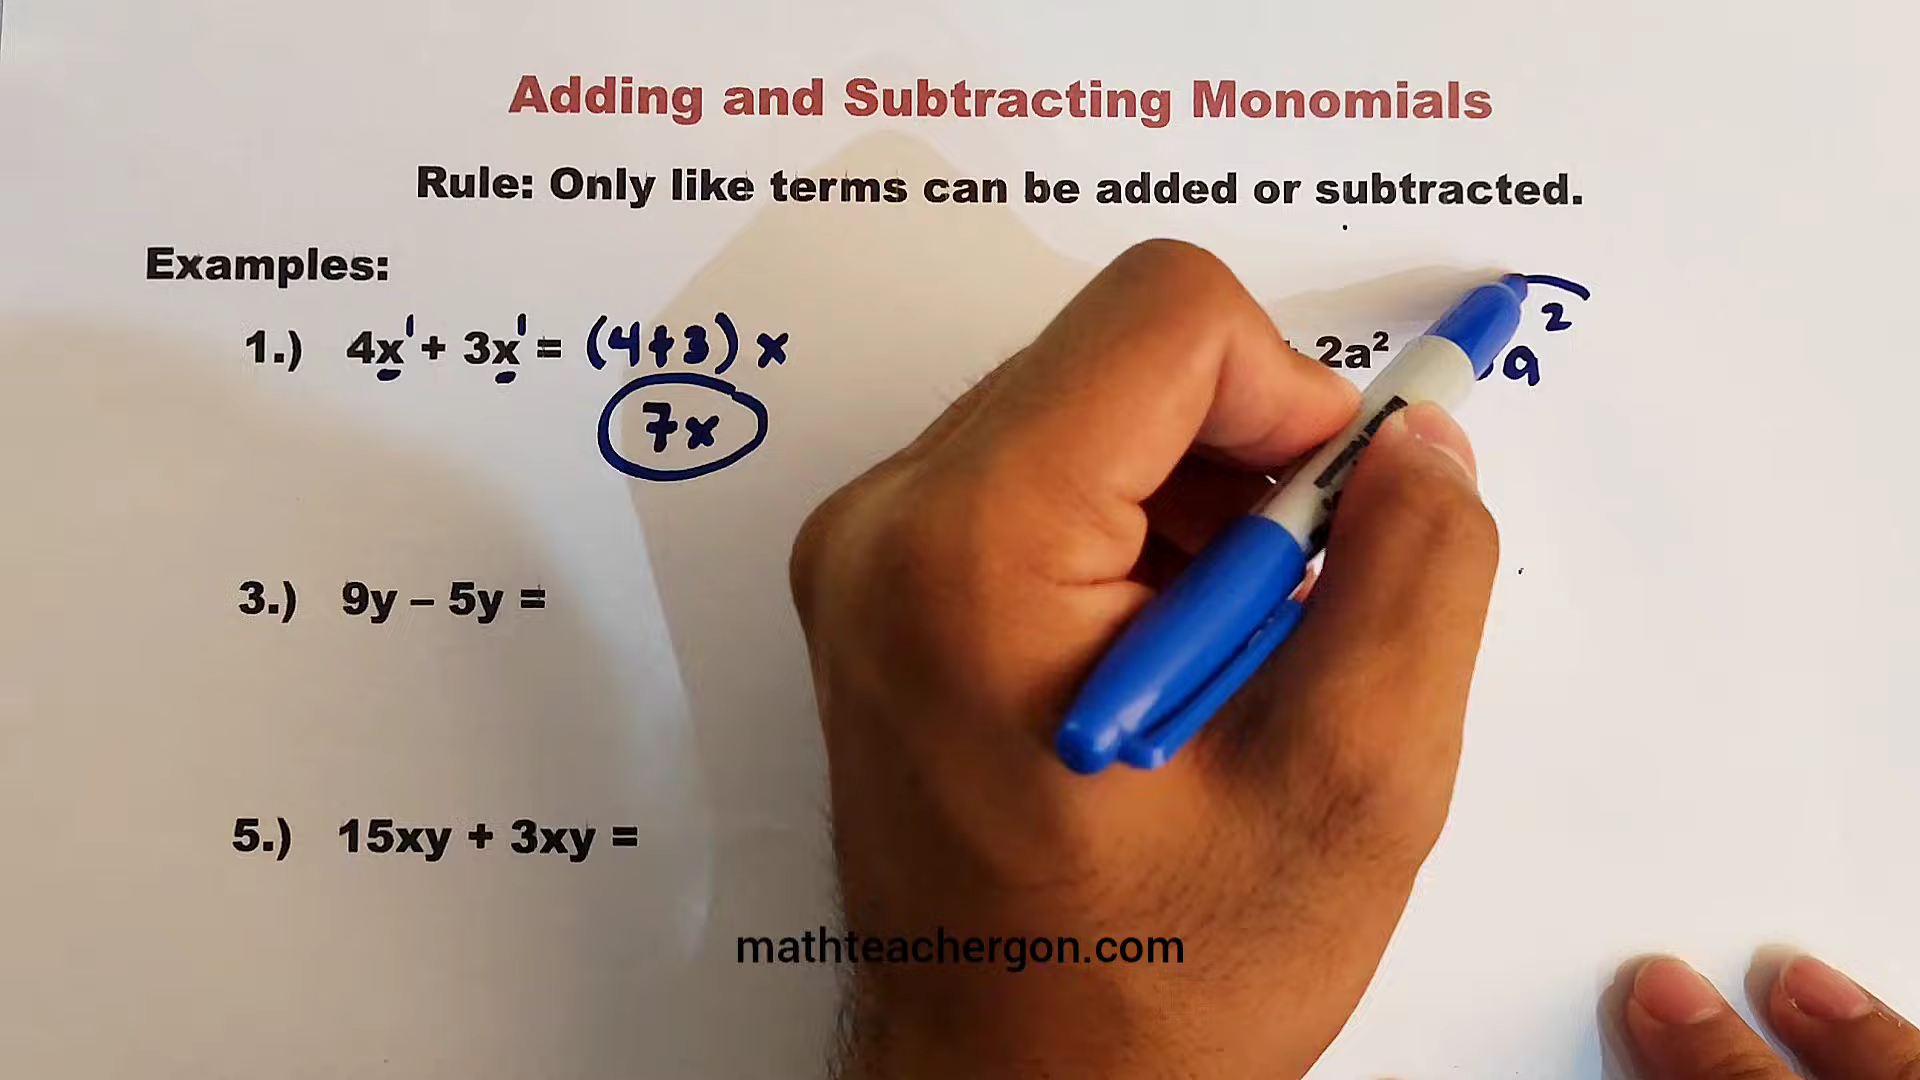 Adding and Subtracting Monomials
Rule: Only like terms can be added or subtracted.
Examples:
1.) 4x¹ + 3x¹ = (4+3) x
2a² a²
7x
3.) 9y – 5y =
5.) 15xy + 3xy =
mathteachergon.com